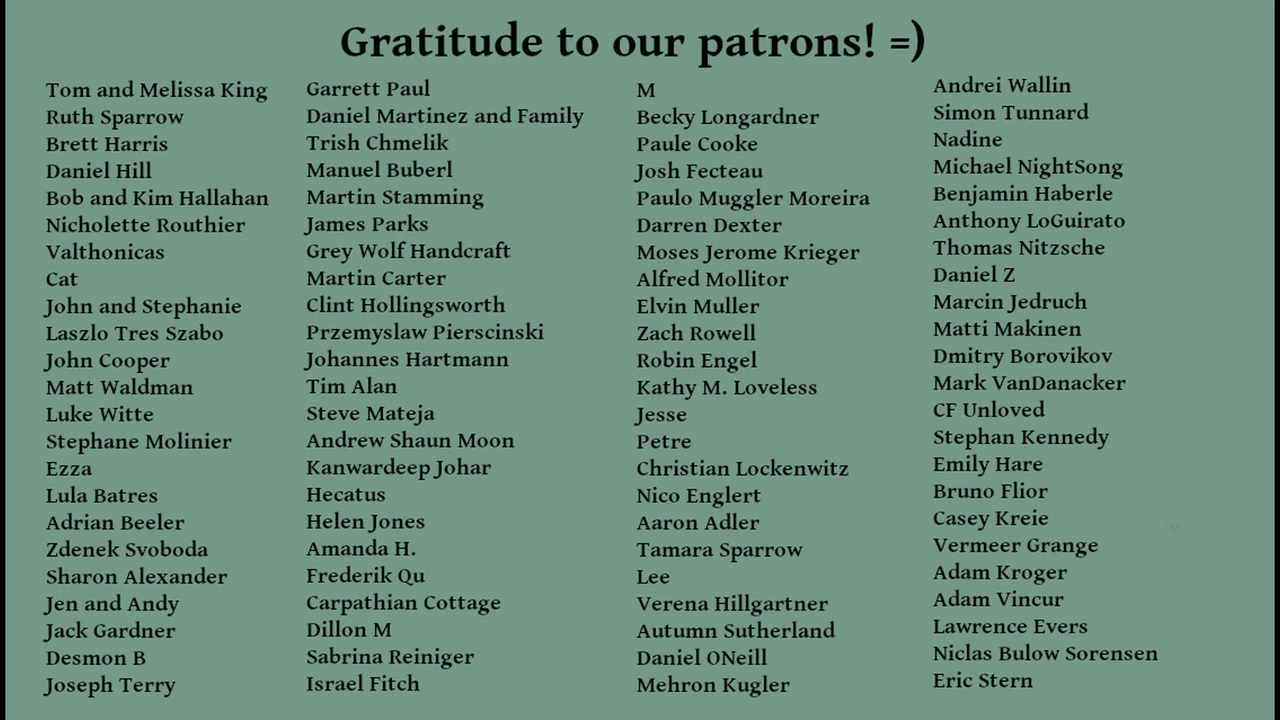 Gratitude to our patrons! =)
Tom and Melissa King
Ruth Sparrow
Brett Harris
Daniel Hill
Bob and Kim Hallahan
Nicholette Routhier
Valthonicas
Cat
John and Stephanie
Laszlo Tres Szabo
John Cooper
Matt Waldman
Luke Witte
Stephane Molinier
Ezza
Lula Batres
Adrian Beeler
Zdenek Svoboda
Sharon Alexander
Jen and Andy
Jack Gardner
Desmon B
Joseph Terry
Garrett Paul
Daniel Martinez and Family
Trish Chmelik
Manuel Buberl
Martin Stamming
James Parks
Grey Wolf Handcraft
Martin Carter
Clint Hollingsworth
Przemyslaw Pierscinski
Johannes Hartmann
Tim Alan
Steve Mateja
Andrew Shaun Moon
Kanwardeep Johar
Hecatus
Helen Jones
Amanda H.
Frederik Qu
Carpathian Cottage
Dillon M
Sabrina Reiniger
Israel Fitch
M
Becky Longardner
Paule Cooke
Josh Fecteau
Paulo Muggler Moreira
Darren Dexter
Moses Jerome Krieger
Alfred Mollitor
Elvin Muller
Zach Rowell
Robin Engel
Kathy M. Loveless
Jesse
Petre
Christian Lockenwitz
Nico Englert
Aaron Adler
Tamara Sparrow
Lee
Verena Hillgartner
Autumn Sutherland
Daniel ONeill
Mehron Kugler
Andrei Wallin
Simon Tunnard
Nadine
Michael NightSong
Benjamin Haberle
Anthony LoGuirato
Thomas Nitzsche
Daniel Z
Marcin Jedruch
Matti Makinen
Dmitry Borovikov
Mark VanDanacker
CF Unloved
Stephan Kennedy
Emily Hare
Bruno Flior
Casey Kreie
Vermeer Grange
Adam Kroger
Adam Vincur
Lawrence Evers
Niclas Bulow Sorensen
Eric Stern